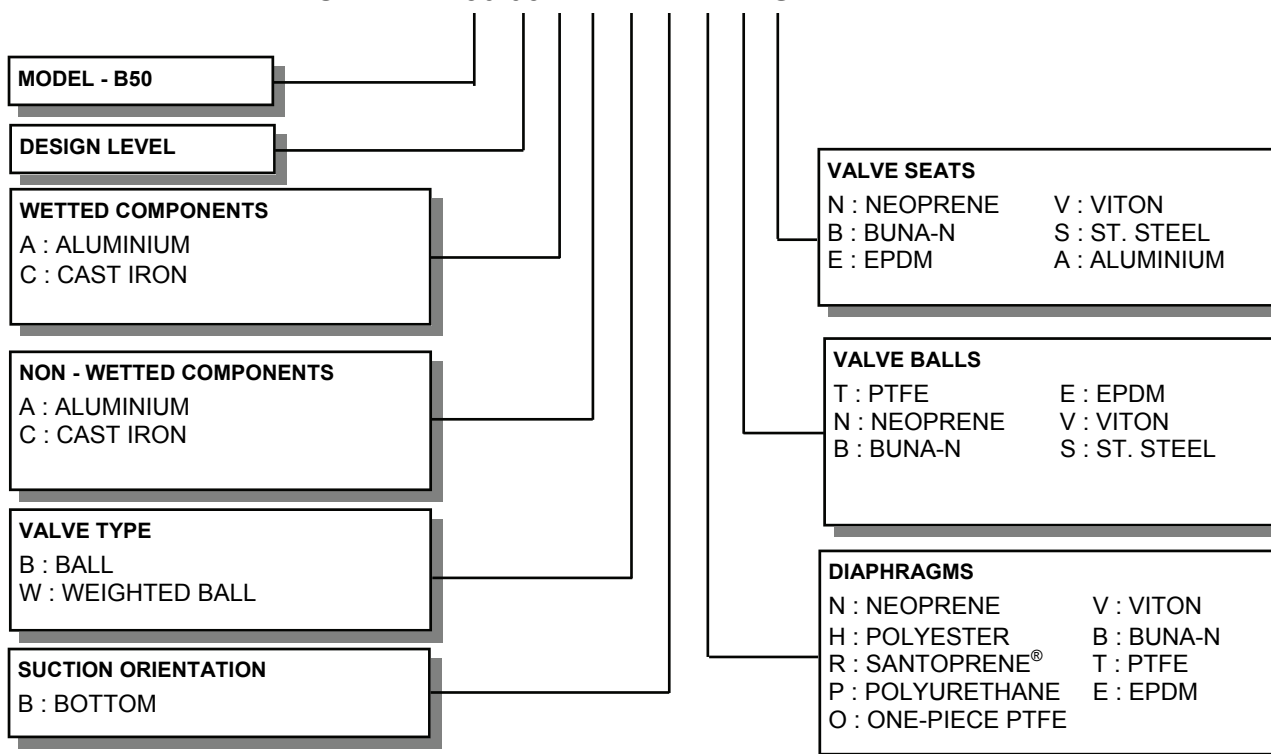 MODEL - B50
DESIGN LEVEL
WETTED COMPONENTS
A : ALUMINIUM
C : CAST IRON
NON - WETTED COMPONENTS
A : ALUMINIUM
C : CAST IRON
VALVE TYPE
B : BALL
W : WEIGHTED BALL
SUCTION ORIENTATION
B : BOTTOM
VALVE SEATS
N : NEOPRENE V : VITON
B : BUNA-N S : ST. STEEL
E : EPDM A : ALUMINIUM
VALVE BALLS
T : PTFE E : EPDM
N : NEOPRENE V : VITON
B : BUNA-N S : ST. STEEL
DIAPHRAGMS
N : NEOPRENE V : VITON
H : POLYESTER B : BUNA-N
R : SANTOPRENE® T : PTFE
P : POLYURETHANE E : EPDM
O : ONE-PIECE PTFE